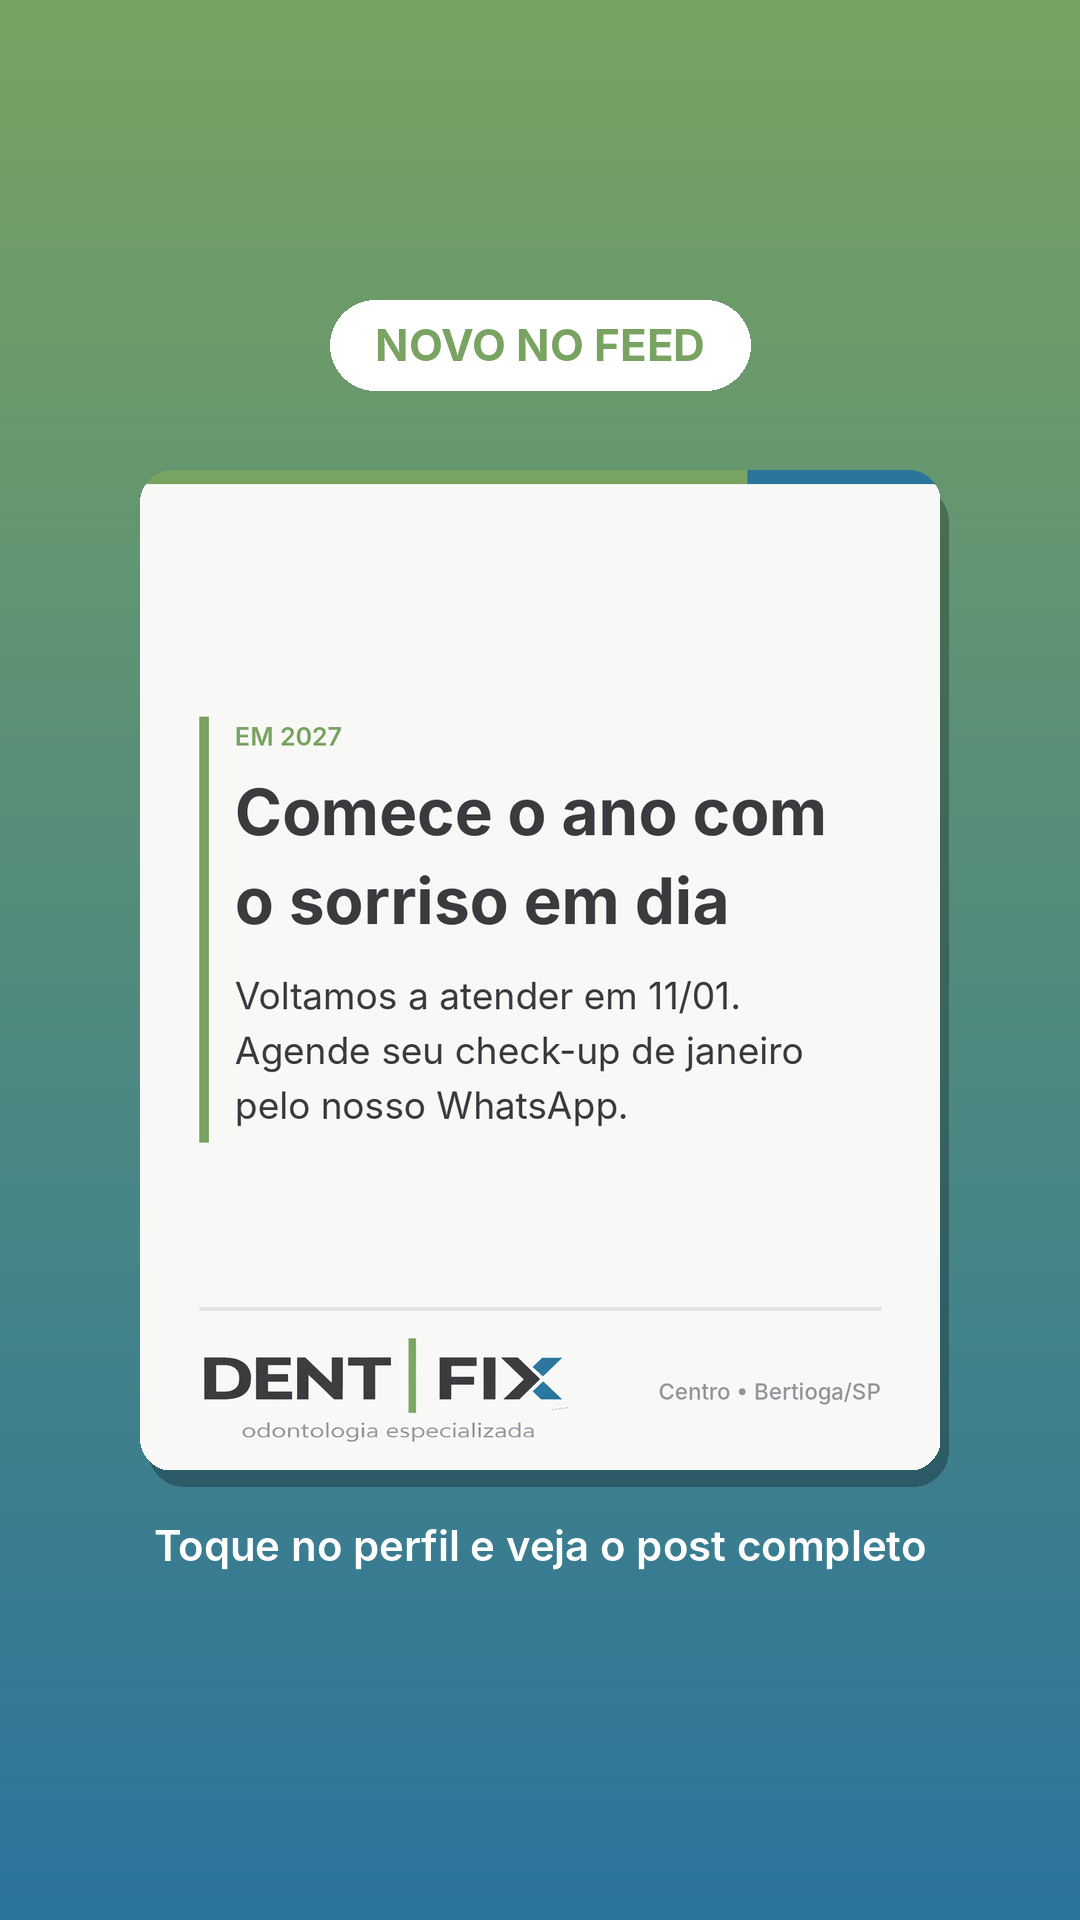 NOVO NO FEED
EM 2027
Comece o ano com
o sorriso em dia
Voltamos a atender em 11/01.
Agende seu check-up de janeiro
pelo nosso WhatsApp.
DENT FIX
odontologia especializada
Centro • Bertioga/SP
Toque no perfil e veja o post completo